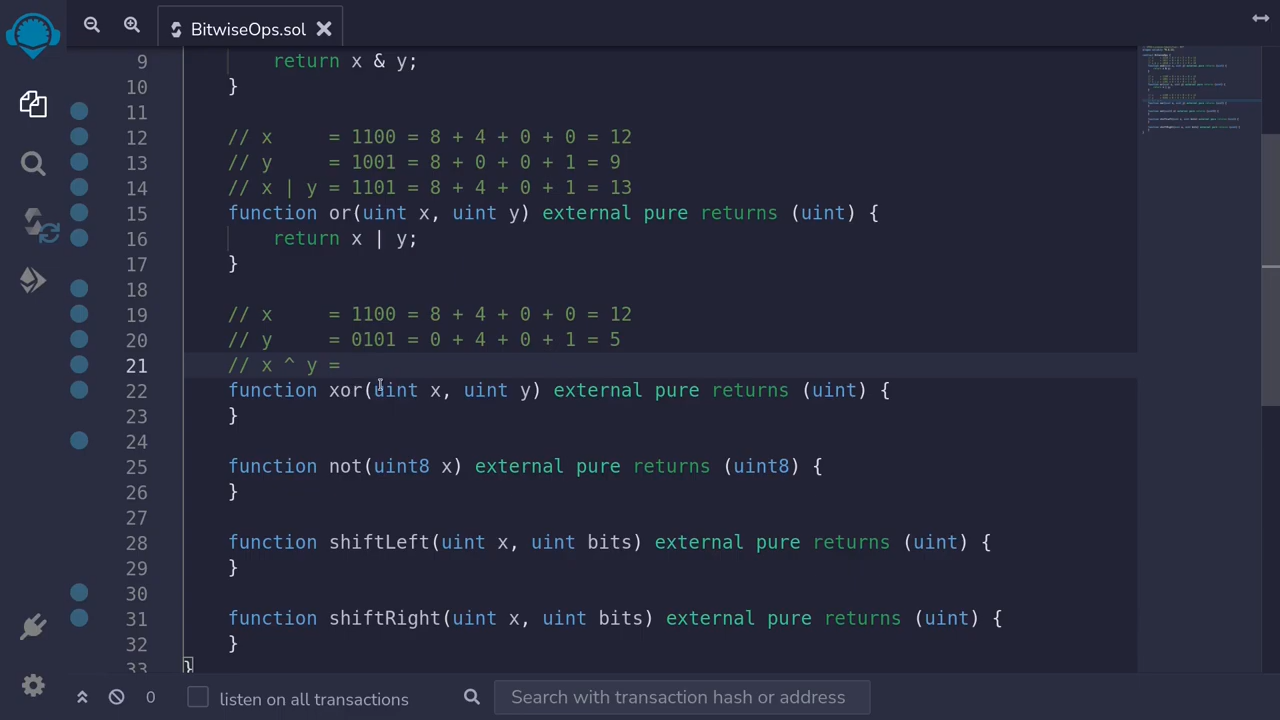 BitwiseOps.sol
9 return x & y;
10 }
11
12 // x = 1100 = 8 + 4 + 0 + 0 = 12
13 // y = 1001 = 8 + 0 + 0 + 1 = 9
14 // x | y = 1101 = 8 + 4 + 0 + 1 = 13
15 function or(uint x, uint y) external pure returns (uint) {
16 return x | y;
17 }
18
19 // x = 1100 = 8 + 4 + 0 + 0 = 12
20 // y = 0101 = 0 + 4 + 0 + 1 = 5
21 // x ^ y =
22 function xor(uint x, uint y) external pure returns (uint) {
23 }
24
25 function not(uint8 x) external pure returns (uint8) {
26 }
27
28 function shiftLeft(uint x, uint bits) external pure returns (uint) {
29 }
30
31 function shiftRight(uint x, uint bits) external pure returns (uint) {
32 }
33 }
0 listen on all transactions Search with transaction hash or address